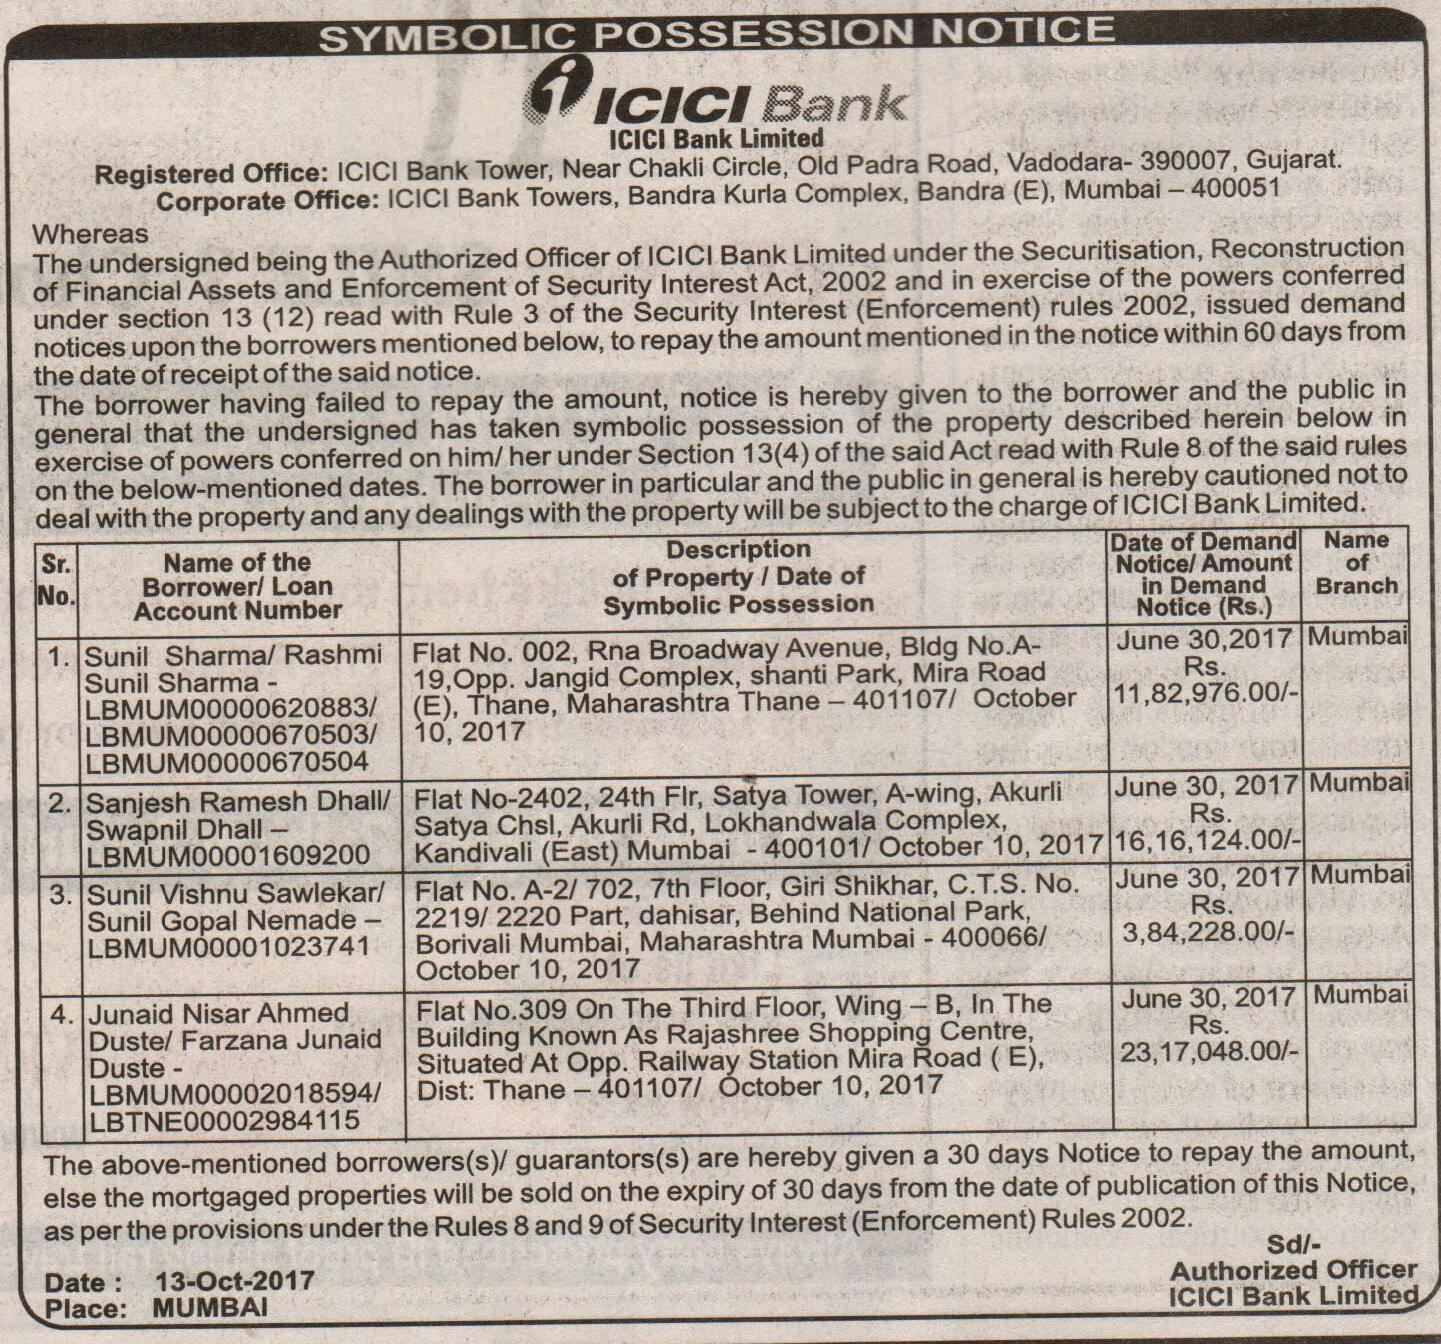 SYMBOLIC POSSESSION NOTICE
ICICI Bank
ICICI Bank Limited
Registered Office: ICICI Bank Tower, Near Chakli Circle, Old Padra Road, Vadodara- 390007, Gujarat.
Corporate Office: ICICI Bank Towers, Bandra Kurla Complex, Bandra (E), Mumbai – 400051
Whereas
The undersigned being the Authorized Officer of ICICI Bank Limited under the Securitisation, Reconstruction
of Financial Assets and Enforcement of Security Interest Act, 2002 and in exercise of the powers conferred
under section 13 (12) read with Rule 3 of the Security Interest (Enforcement) rules 2002, issued demand
notices upon the borrowers mentioned below, to repay the amount mentioned in the notice within 60 days from
the date of receipt of the said notice.
The borrower having failed to repay the amount, notice is hereby given to the borrower and the public in
general that the undersigned has taken symbolic possession of the property described herein below in
exercise of powers conferred on him/ her under Section 13(4) of the said Act read with Rule 8 of the said rules
on the below-mentioned dates. The borrower in particular and the public in general is hereby cautioned not to
deal with the property and any dealings with the property will be subject to the charge of ICICI Bank Limited.
Sr.
No.
Name of the
Borrower/ Loan
Account Number
Description
of Property / Date of
Symbolic Possession
Date of Demand
Notice/ Amount
in Demand
Notice (Rs.)
Name
of
Branch
1.
Sunil Sharma/ Rashmi
Sunil Sharma -
LBMUM00000620883/
LBMUM00000670503/
LBMUM00000670504
Flat No. 002, Rna Broadway Avenue, Bldg No.A-
19,Opp. Jangid Complex, shanti Park, Mira Road
(E), Thane, Maharashtra Thane – 401107/ October
10, 2017
June 30,2017
Rs.
11,82,976.00/-
Mumbai
2.
Sanjesh Ramesh Dhall/
Swapnil Dhall –
LBMUM00001609200
Flat No-2402, 24th Flr, Satya Tower, A-wing, Akurli
Satya Chsl, Akurli Rd, Lokhandwala Complex,
Kandivali (East) Mumbai - 400101/ October 10, 2017
June 30, 2017
Rs.
16,16,124.00/-
Mumbai
3.
Sunil Vishnu Sawlekar/
Sunil Gopal Nemade –
LBMUM00001023741
Flat No. A-2/ 702, 7th Floor, Giri Shikhar, C.T.S. No.
2219/ 2220 Part, dahisar, Behind National Park,
Borivali Mumbai, Maharashtra Mumbai - 400066/
October 10, 2017
June 30, 2017
Rs.
3,84,228.00/-
Mumbai
4.
Junaid Nisar Ahmed
Duste/ Farzana Junaid
Duste -
LBMUM00002018594/
LBTNE00002984115
Flat No.309 On The Third Floor, Wing – B, In The
Building Known As Rajashree Shopping Centre,
Situated At Opp. Railway Station Mira Road ( E),
Dist: Thane – 401107/ October 10, 2017
June 30, 2017
Rs.
23,17,048.00/-
Mumbai
The above-mentioned borrowers(s)/ guarantors(s) are hereby given a 30 days Notice to repay the amount,
else the mortgaged properties will be sold on the expiry of 30 days from the date of publication of this Notice,
as per the provisions under the Rules 8 and 9 of Security Interest (Enforcement) Rules 2002.
Sd/-
Date : 13-Oct-2017
Authorized Officer
Place: MUMBAI
ICICI Bank Limited